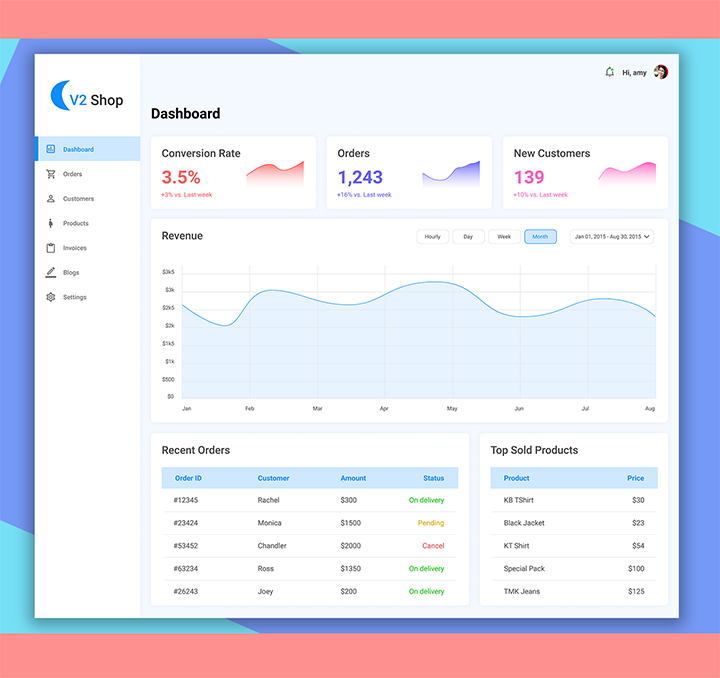 V2 Shop
Hi, amy
Dashboard
Dashboard
Orders
Customers
Products
Invoices
Blogs
Settings
Conversion Rate
3.5%
+3% vs. Last week
Orders
1,243
+16% vs. Last week
New Customers
139
+10% vs. Last week
Revenue
Hourly
Day
Week
Month
Jan 01, 2015 - Aug 30, 2015
$3k5
$3k
$2k5
$2k
$1k5
$1k
$500
$0
Jan Feb Mar Apr May Jun Jul Aug
Recent Orders
Order ID Customer Amount Status
#12345 Rachel $300 On delivery
#23424 Monica $1500 Pending
#53452 Chandler $2000 Cancel
#63234 Ross $1350 On delivery
#26243 Joey $200 On delivery
Top Sold Products
Product Price
KB TShirt $30
Black Jacket $23
KT Shirt $54
Special Pack $100
TMK Jeans $125